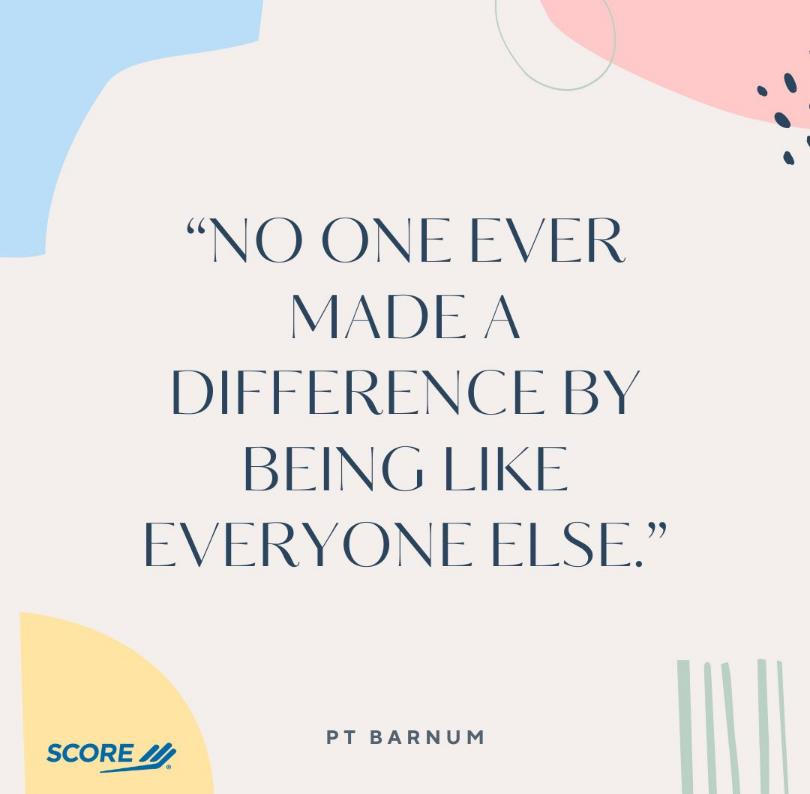 “NO ONE EVER
MADE A
DIFFERENCE BY
BEING LIKE
EVERYONE ELSE.”
PT BARNUM
SCORE